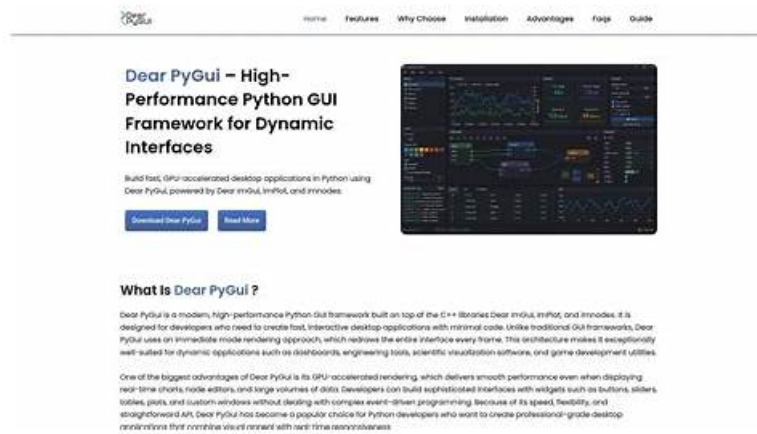 Dear PyGui
Home Features Why Choose Installation Advantages Faqs Guide
Dear PyGui – High-
Performance Python GUI
Framework for Dynamic
Interfaces
Build fast, GPU-accelerated desktop applications in Python using
Dear PyGui, powered by Dear ImGui, ImPlot, and imnodes.
Download Dear PyGui Read More
What Is Dear PyGui ?
Dear PyGui is a modern, high-performance Python GUI framework built on top of the C++ libraries Dear ImGui, ImPlot, and imnodes. It is
designed for developers who need to create fast, interactive desktop applications with minimal code. Unlike traditional GUI frameworks, Dear
PyGui uses an immediate mode rendering approach, which redraws the entire interface every frame. This architecture makes it exceptionally
well-suited for dynamic applications such as dashboards, engineering tools, scientific visualization software, and game development utilities.
One of the biggest advantages of Dear PyGui is its GPU-accelerated rendering, which delivers smooth performance even when displaying
real-time charts, node editors, and large volumes of data. Developers can build sophisticated interfaces with widgets such as buttons, sliders,
tables, plots, and custom windows without dealing with complex event-driven programming. Because of its speed, flexibility, and
straightforward API, Dear PyGui has become a popular choice for Python developers who want to create professional-grade desktop
applications that combine visual appeal with real-time responsiveness.